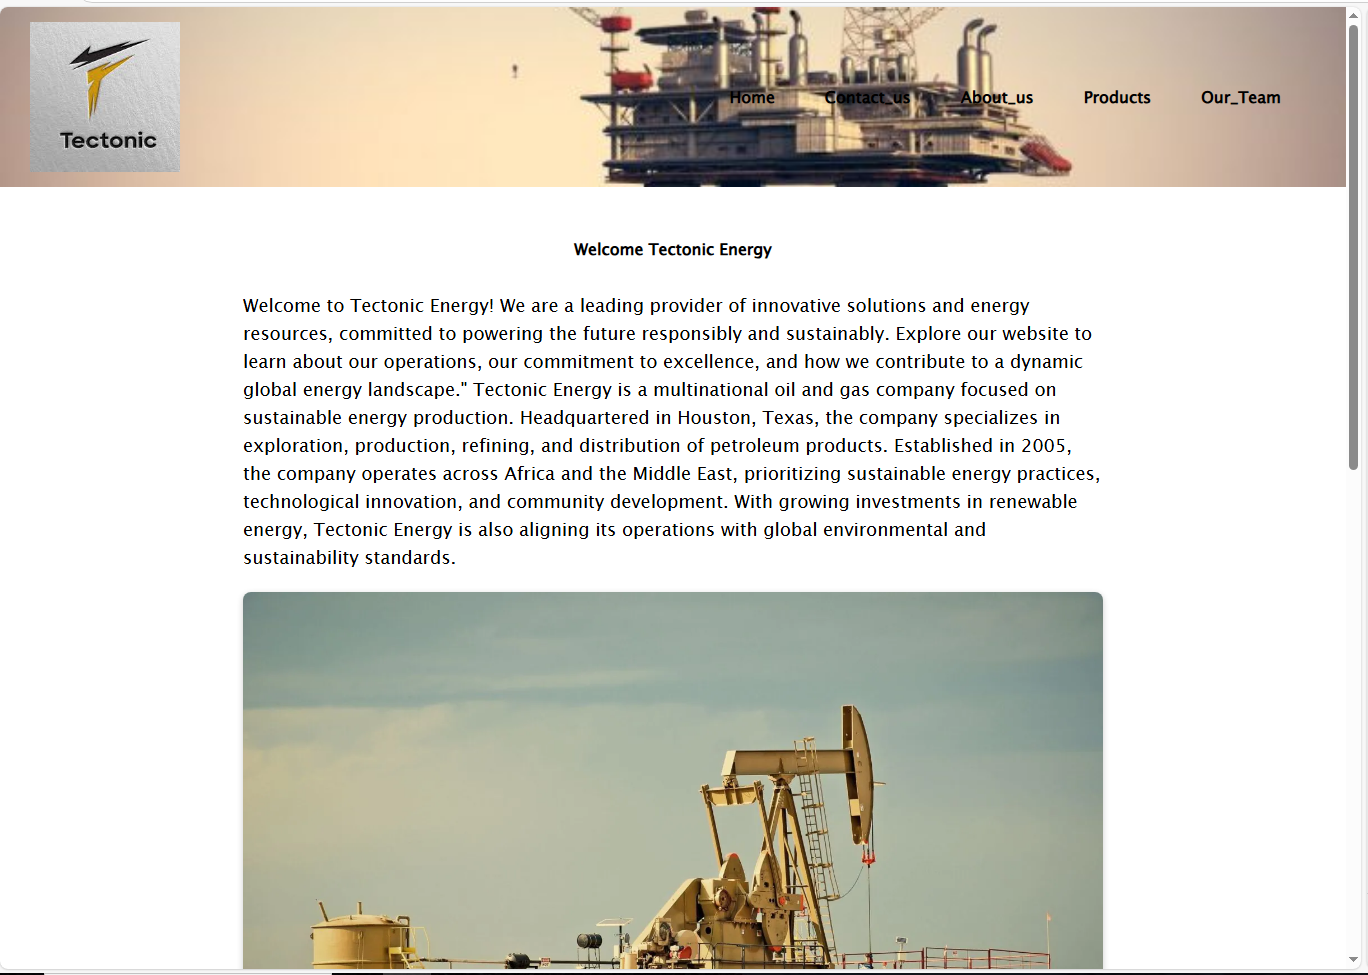 Tectonic
Home Contact_us About_us Products Our_Team
Welcome Tectonic Energy
Welcome to Tectonic Energy! We are a leading provider of innovative solutions and energy
resources, committed to powering the future responsibly and sustainably. Explore our website to
learn about our operations, our commitment to excellence, and how we contribute to a dynamic
global energy landscape." Tectonic Energy is a multinational oil and gas company focused on
sustainable energy production. Headquartered in Houston, Texas, the company specializes in
exploration, production, refining, and distribution of petroleum products. Established in 2005,
the company operates across Africa and the Middle East, prioritizing sustainable energy practices,
technological innovation, and community development. With growing investments in renewable
energy, Tectonic Energy is also aligning its operations with global environmental and
sustainability standards.